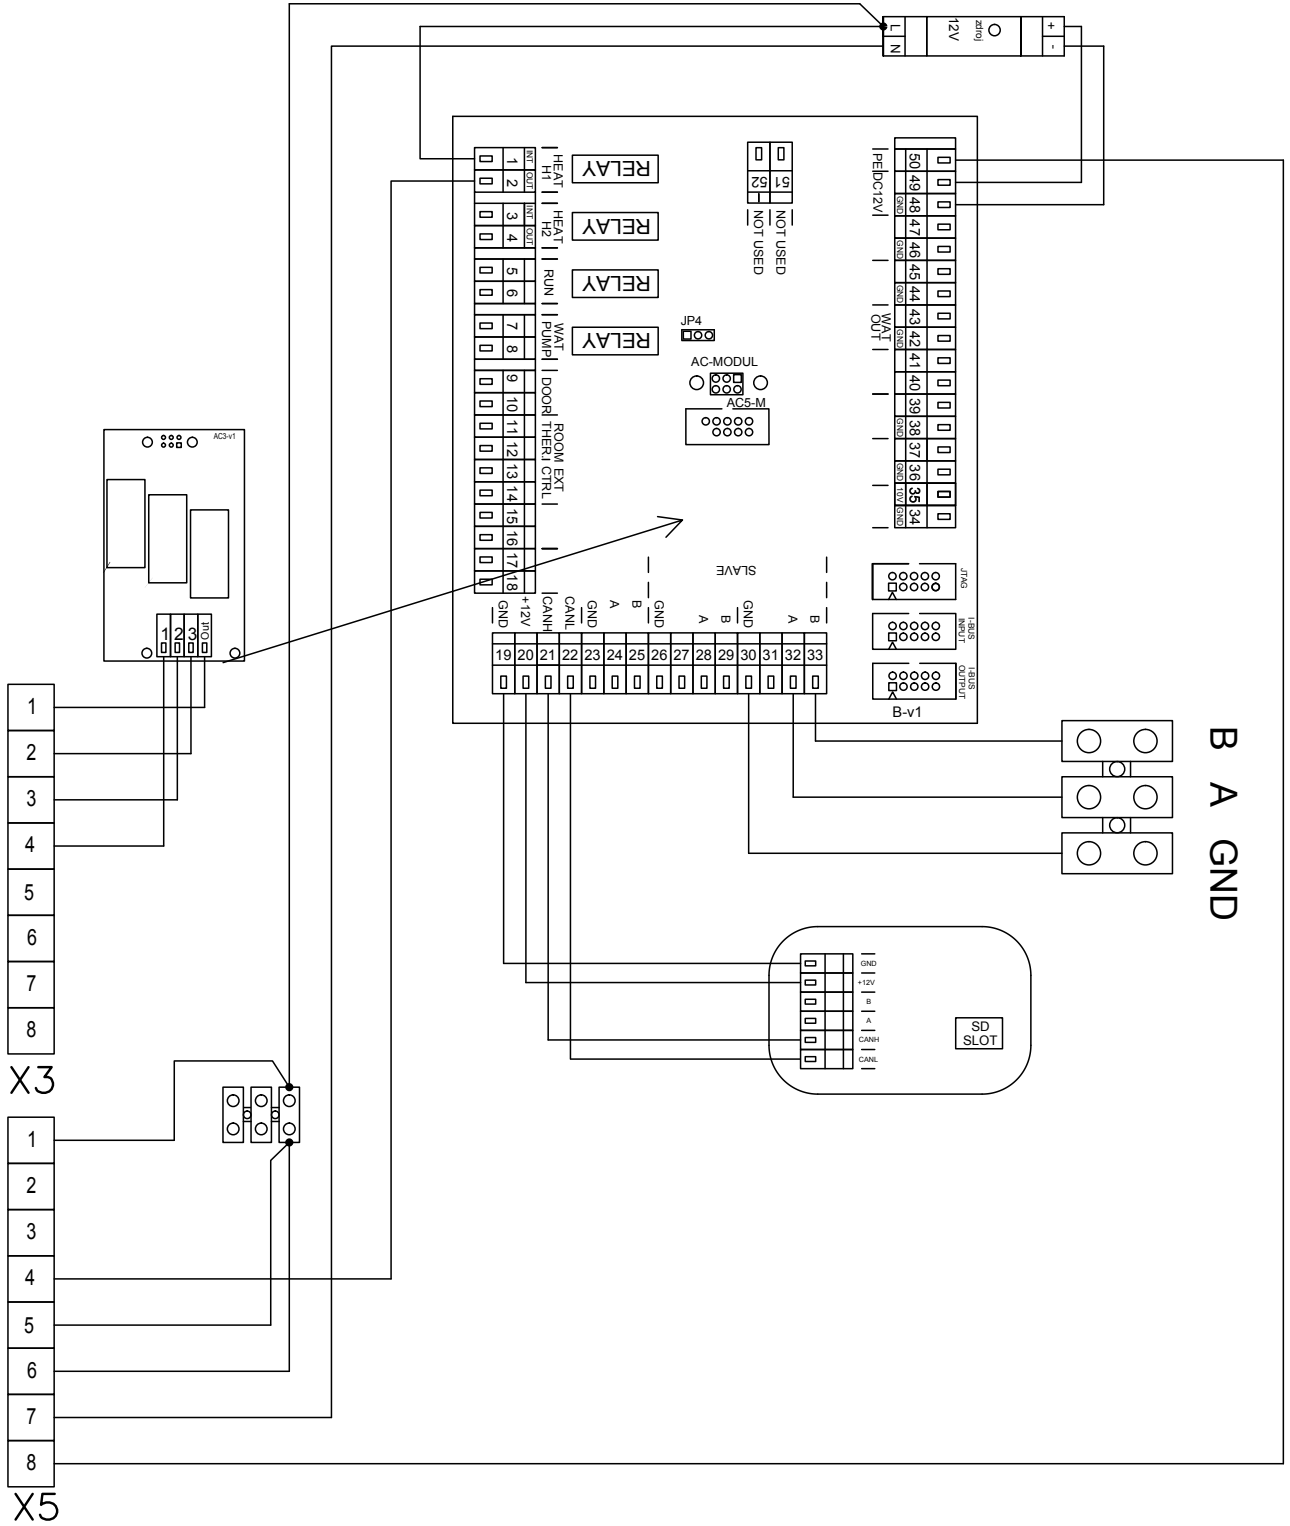 L
N
12V
zdroj
+
-
1 INT
2 OUT
HEAT
H1
RELAY
3 INT
4 OUT
HEAT
H2
RELAY
5
6
RUN
RELAY
7
8
WAT
PUMP
RELAY
9
10
DOOR
11
12
13
14
ROOM EXT
THER.I CTRL
15
16
17
18
52
51
NOT USED
NOT USED
JP4
AC-MODUL
AC5-M
PE
DC12V
50
49
48 GND
47
46 GND
45
44 GND
43
42 GND
WAT
OUT
41
40
39
38 GND
37
36 GND
35 10V
34 GND
SLAVE
GND
+12V
CANH
CANL
GND
A
B
GND
A
B
GND
A
B
19 20 21 22 23 24 25 26 27 28 29 30 31 32 33
JTAG
I-BUS
INPUT
I-BUS
OUTPUT
B-v1
AC3-v1
1 2 3 Out
1
2
3
4
5
6
7
8
X3
1
2
3
4
5
6
7
8
X5
B
A
GND
GND
+12V
B
A
CANH
CANL
SD
SLOT